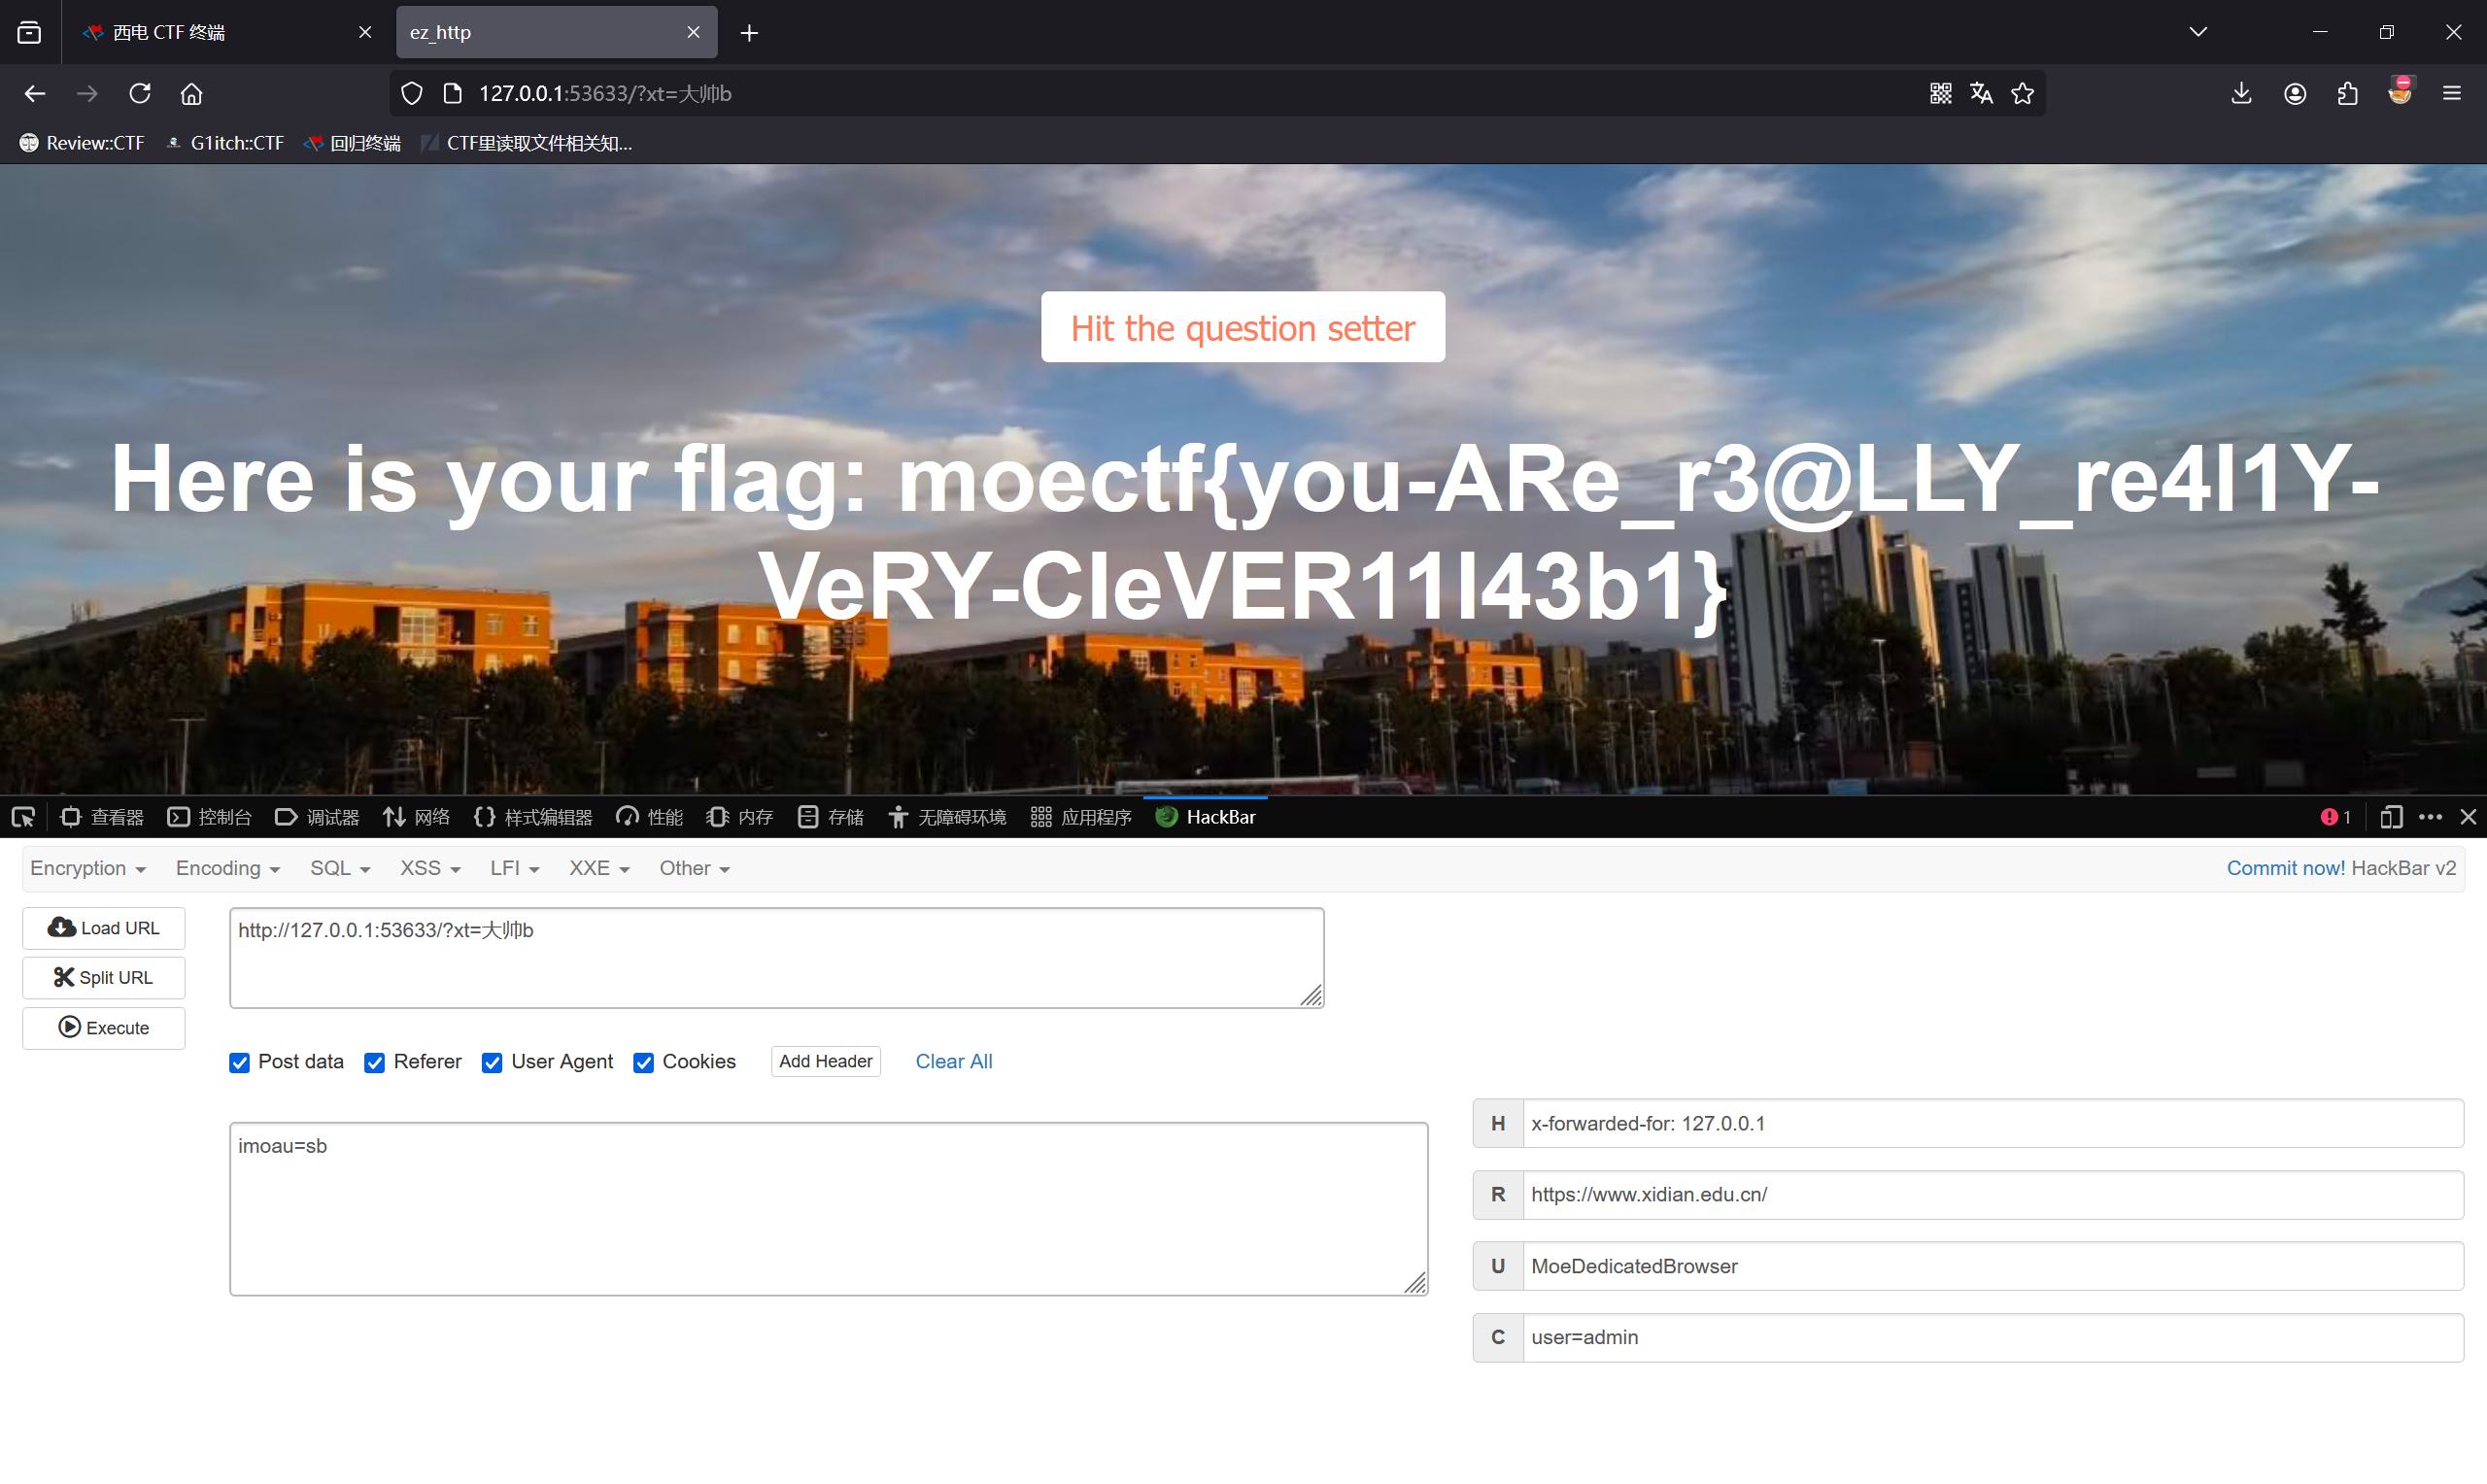 西电 CTF 终端
ez_http
127.0.0.1:53633/?xt=大帅b
Review::CTF
G1itch::CTF
回归终端
CTF里读取文件相关知...
Hit the question setter
Here is your flag: moectf{you-ARe_r3@LLY_re4l1Y-
VeRY-CleVER11l43b1}
查看器
控制台
调试器
网络
样式编辑器
性能
内存
存储
无障碍环境
应用程序
HackBar
1
Encryption
Encoding
SQL
XSS
LFI
XXE
Other
Commit now! HackBar v2
Load URL
http://127.0.0.1:53633/?xt=大帅b
Split URL
Execute
Post data
Referer
User Agent
Cookies
Add Header
Clear All
imoau=sb
H x-forwarded-for: 127.0.0.1
R https://www.xidian.edu.cn/
U MoeDedicatedBrowser
C user=admin